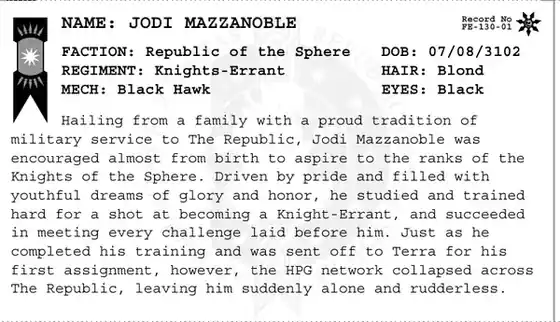 NAME: JODI MAZZANOBLE
Record No
FE-130-01
FACTION: Republic of the Sphere DOB: 07/08/3102
REGIMENT: Knights-Errant HAIR: Blond
MECH: Black Hawk EYES: Black
Hailing from a family with a proud tradition of
military service to The Republic, Jodi Mazzanoble was
encouraged almost from birth to aspire to the ranks of the
Knights of the Sphere. Driven by pride and filled with
youthful dreams of glory and honor, he studied and trained
hard for a shot at becoming a Knight-Errant, and succeeded
in meeting every challenge laid before him. Just as he
completed his training and was sent off to Terra for his
first assignment, however, the HPG network collapsed across
The Republic, leaving him suddenly alone and rudderless.